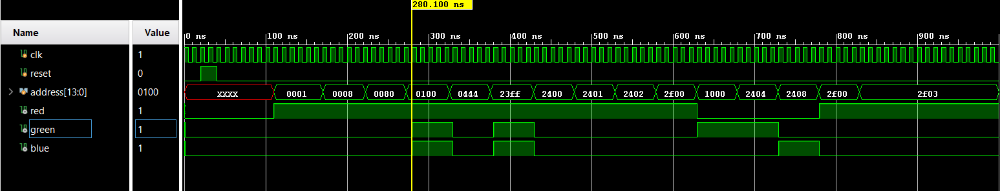 280.100 ns
Name Value
0 ns 100 ns 200 ns 300 ns 400 ns 500 ns 600 ns 700 ns 800 ns 900 ns
clk 1
reset 0
address[13:0] 0100 XXXX 0001 0008 0080 0100 0444 23ff 2400 2401 2402 2f00 1000 2404 2408 2f00 2f03
red 1
green 1
blue 1